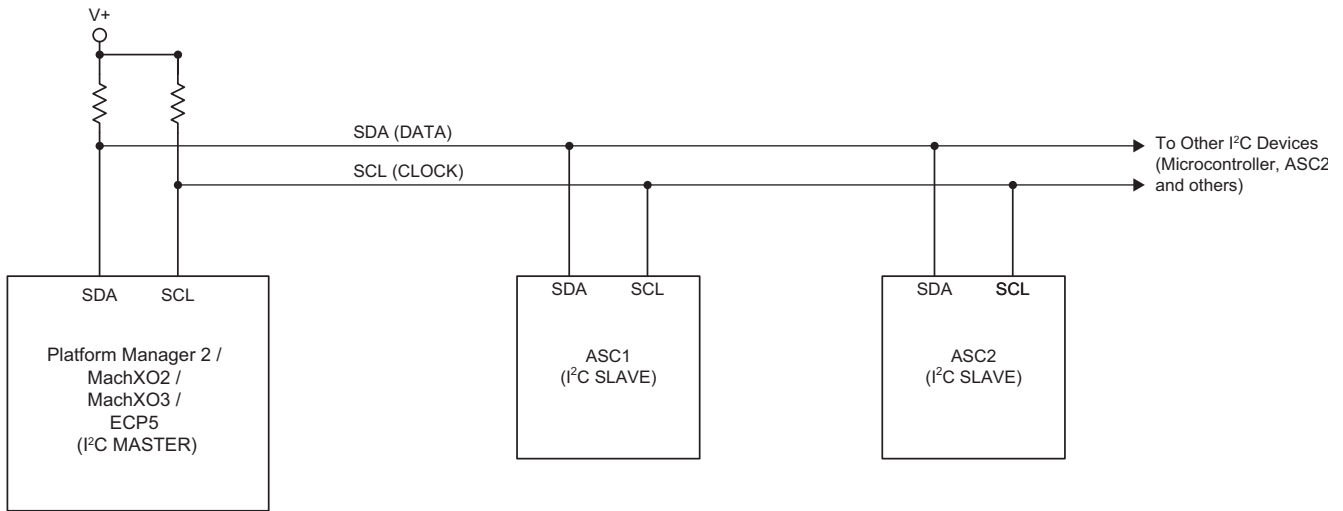 V+
SDA (DATA)
SCL (CLOCK)
To Other I²C Devices
(Microcontroller, ASC2
and others)
SDA SCL
Platform Manager 2 /
MachXO2 /
MachXO3 /
ECP5
(I²C MASTER)
SDA SCL
ASC1
(I²C SLAVE)
SDA SCL
ASC2
(I²C SLAVE)